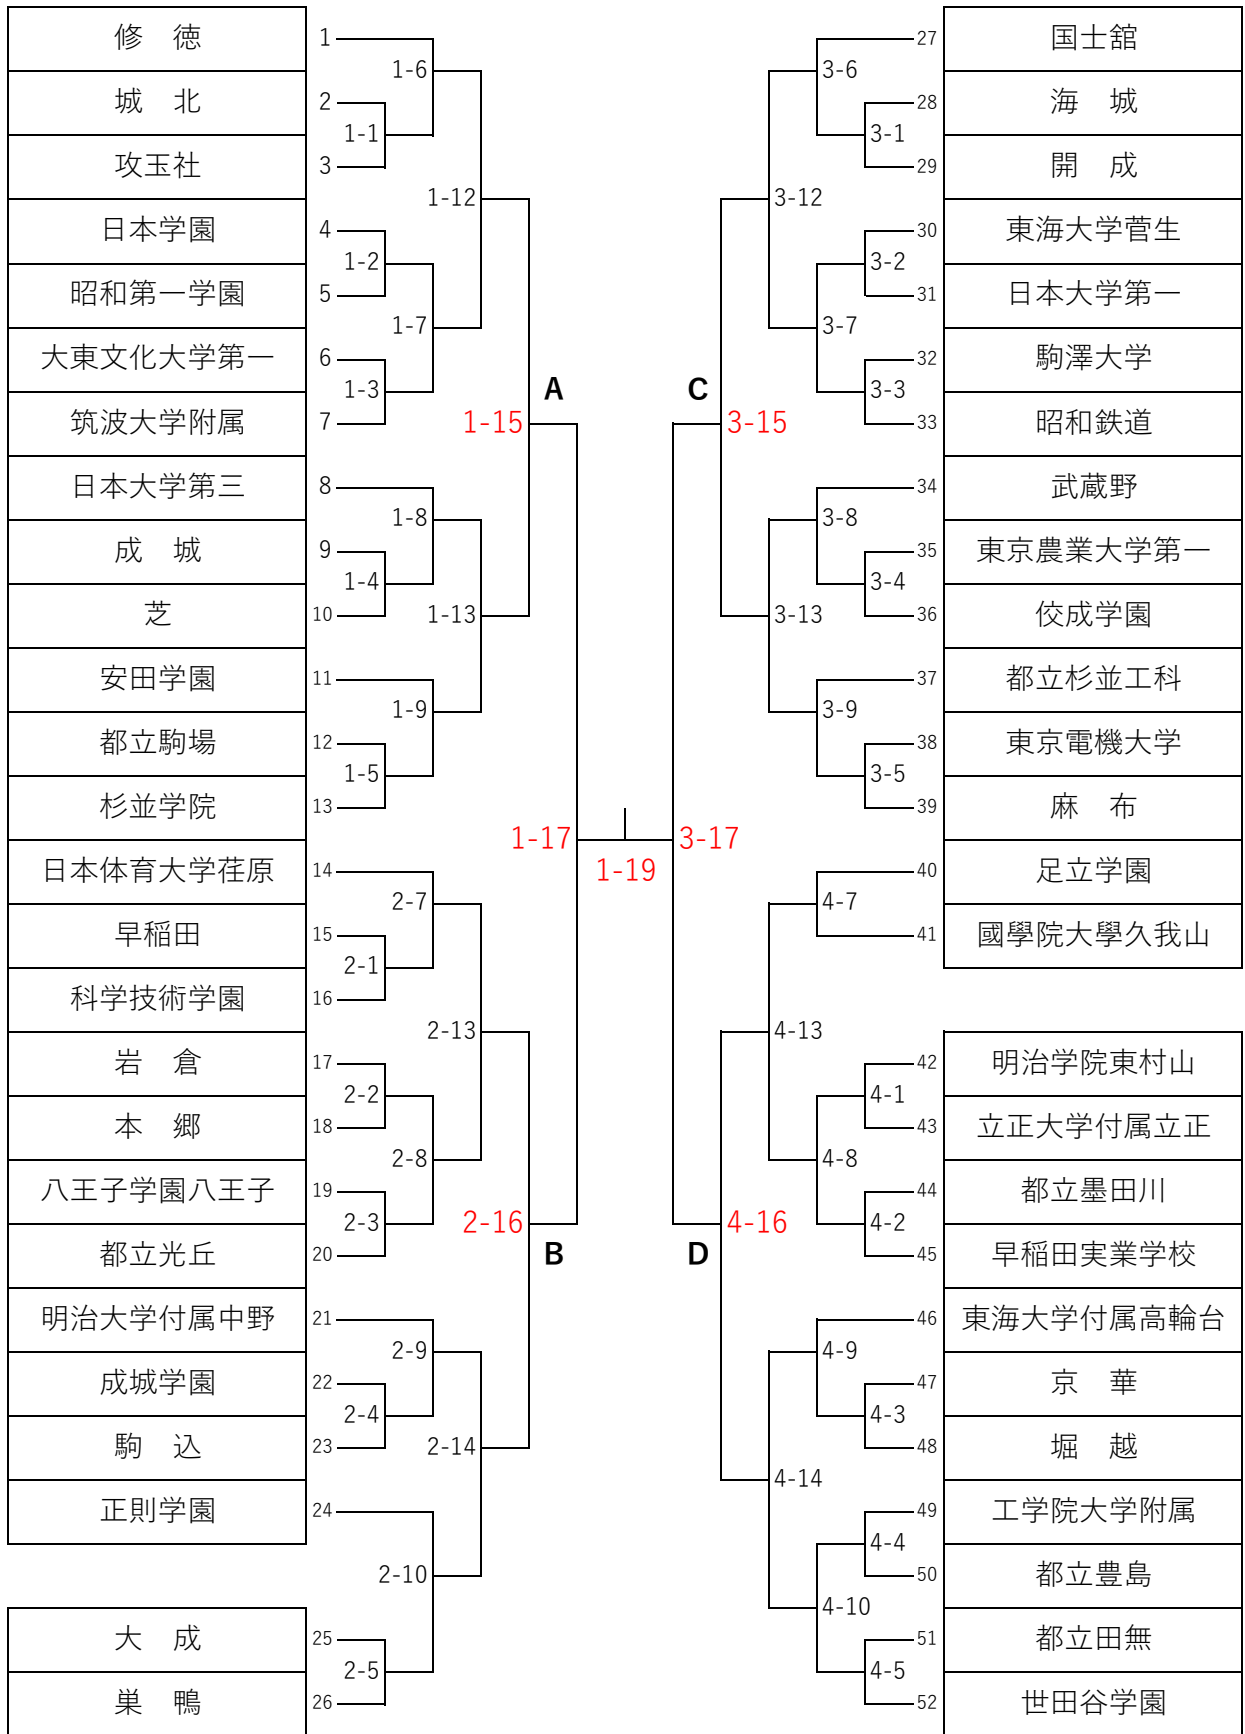 修　徳 1
城　北 2
攻玉社 3
日本学園 4
昭和第一学園 5
大東文化大学第一 6
筑波大学附属 7
日本大学第三 8
成　城 9
芝 10
安田学園 11
都立駒場 12
杉並学院 13
日本体育大学荏原 14
早稲田 15
科学技術学園 16
岩　倉 17
本　郷 18
八王子学園八王子 19
都立光丘 20
明治大学付属中野 21
成城学園 22
駒　込 23
正則学園 24
大　成 25
巣　鴨 26
1-6
1-1
1-12
1-2
1-7
1-3
A
1-15
1-8
1-4
1-13
1-9
1-5
1-17
1-19
2-7
2-1
2-13
2-2
2-8
2-3
2-16
B
2-9
2-4
2-14
2-10
2-5
3-6
3-1
3-12
3-2
3-7
3-3
C
3-15
3-8
3-4
3-13
3-9
3-5
3-17
4-7
4-13
4-1
4-8
4-2
4-16
D
4-9
4-3
4-14
4-4
4-10
4-5
27 国士舘
28 海　城
29 開　成
30 東海大学菅生
31 日本大学第一
32 駒澤大学
33 昭和鉄道
34 武蔵野
35 東京農業大学第一
36 佼成学園
37 都立杉並工科
38 東京電機大学
39 麻　布
40 足立学園
41 國學院大學久我山
42 明治学院東村山
43 立正大学付属立正
44 都立墨田川
45 早稲田実業学校
46 東海大学付属高輪台
47 京　華
48 堀　越
49 工学院大学附属
50 都立豊島
51 都立田無
52 世田谷学園